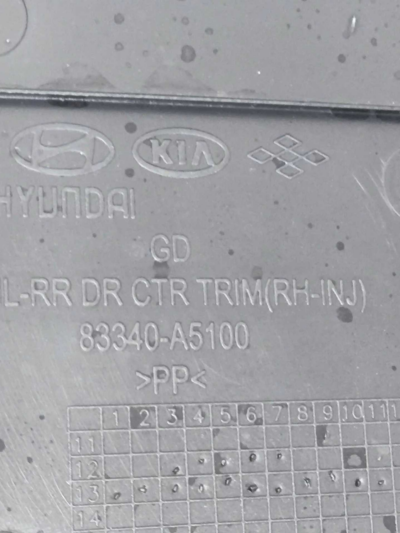 KIA
HYUNDAI
GD
L-RR DR CTR TRIM(RH-INJ)
83340-A5100
>PP<
1 2 3 4 5 6 7 8 9 10 11
11
12
13
14